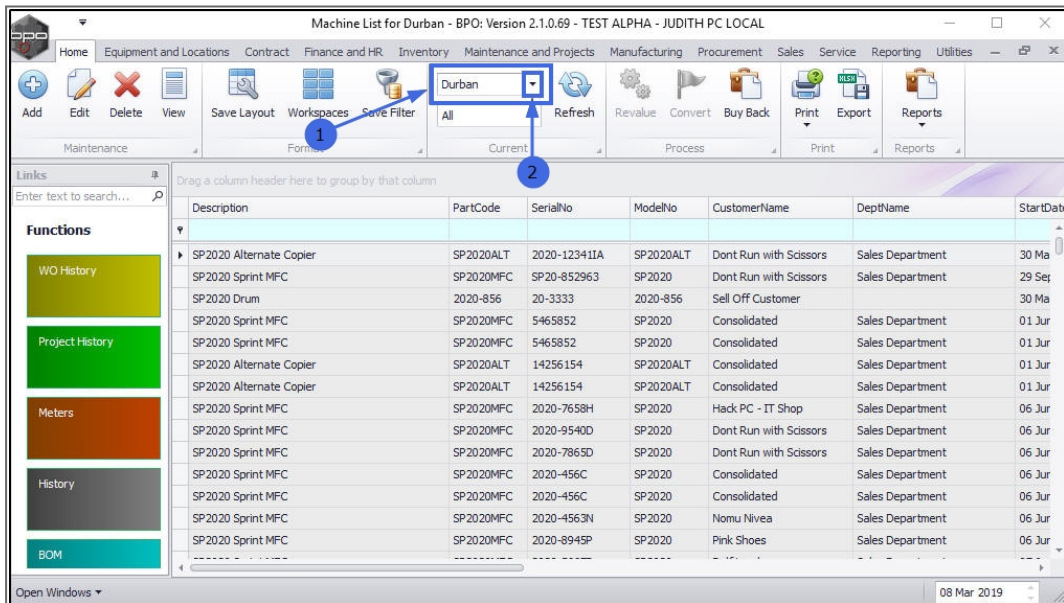 Machine List for Durban - BPO: Version 2.1.0.69 - TEST ALPHA - JUDITH PC LOCAL
bpo
Home Equipment and Locations Contract Finance and HR Inventory Maintenance and Projects Manufacturing Procurement Sales Service Reporting Utilities
Durban
Add Edit Delete View Save Layout Workspaces Save Filter All Refresh Revalue Convert Buy Back Print Export Reports
1
Maintenance Format Current Process Print Reports
2
Links
Drag a column header here to group by that column
Enter text to search...
Description PartCode SerialNo ModelNo CustomerName DeptName StartDate
Functions
SP2020 Alternate Copier SP2020ALT 2020-12341IA SP2020ALT Dont Run with Scissors Sales Department 30 Ma
WO History
SP2020 Sprint MFC SP2020MFC SP20-852963 SP2020 Dont Run with Scissors Sales Department 29 Sep
SP2020 Drum 2020-856 20-3333 2020-856 Sell Off Customer 30 Ma
SP2020 Sprint MFC SP2020MFC 5465852 SP2020 Consolidated Sales Department 01 Jur
Project History
SP2020 Sprint MFC SP2020MFC 5465852 SP2020 Consolidated Sales Department 01 Jur
SP2020 Alternate Copier SP2020ALT 14256154 SP2020ALT Consolidated Sales Department 01 Jur
SP2020 Alternate Copier SP2020ALT 14256154 SP2020ALT Consolidated Sales Department 01 Jur
Meters
SP2020 Sprint MFC SP2020MFC 2020-7658H SP2020 Hack PC - IT Shop Sales Department 06 Jur
SP2020 Sprint MFC SP2020MFC 2020-9540D SP2020 Dont Run with Scissors Sales Department 06 Jur
SP2020 Sprint MFC SP2020MFC 2020-7865D SP2020 Dont Run with Scissors Sales Department 06 Jur
History
SP2020 Sprint MFC SP2020MFC 2020-456C SP2020 Consolidated Sales Department 06 Jur
SP2020 Sprint MFC SP2020MFC 2020-456C SP2020 Consolidated Sales Department 06 Jur
SP2020 Sprint MFC SP2020MFC 2020-4563N SP2020 Nomu Nivea Sales Department 06 Jur
SP2020 Sprint MFC SP2020MFC 2020-8945P SP2020 Pink Shoes Sales Department 06 Jur
BOM
Open Windows 08 Mar 2019